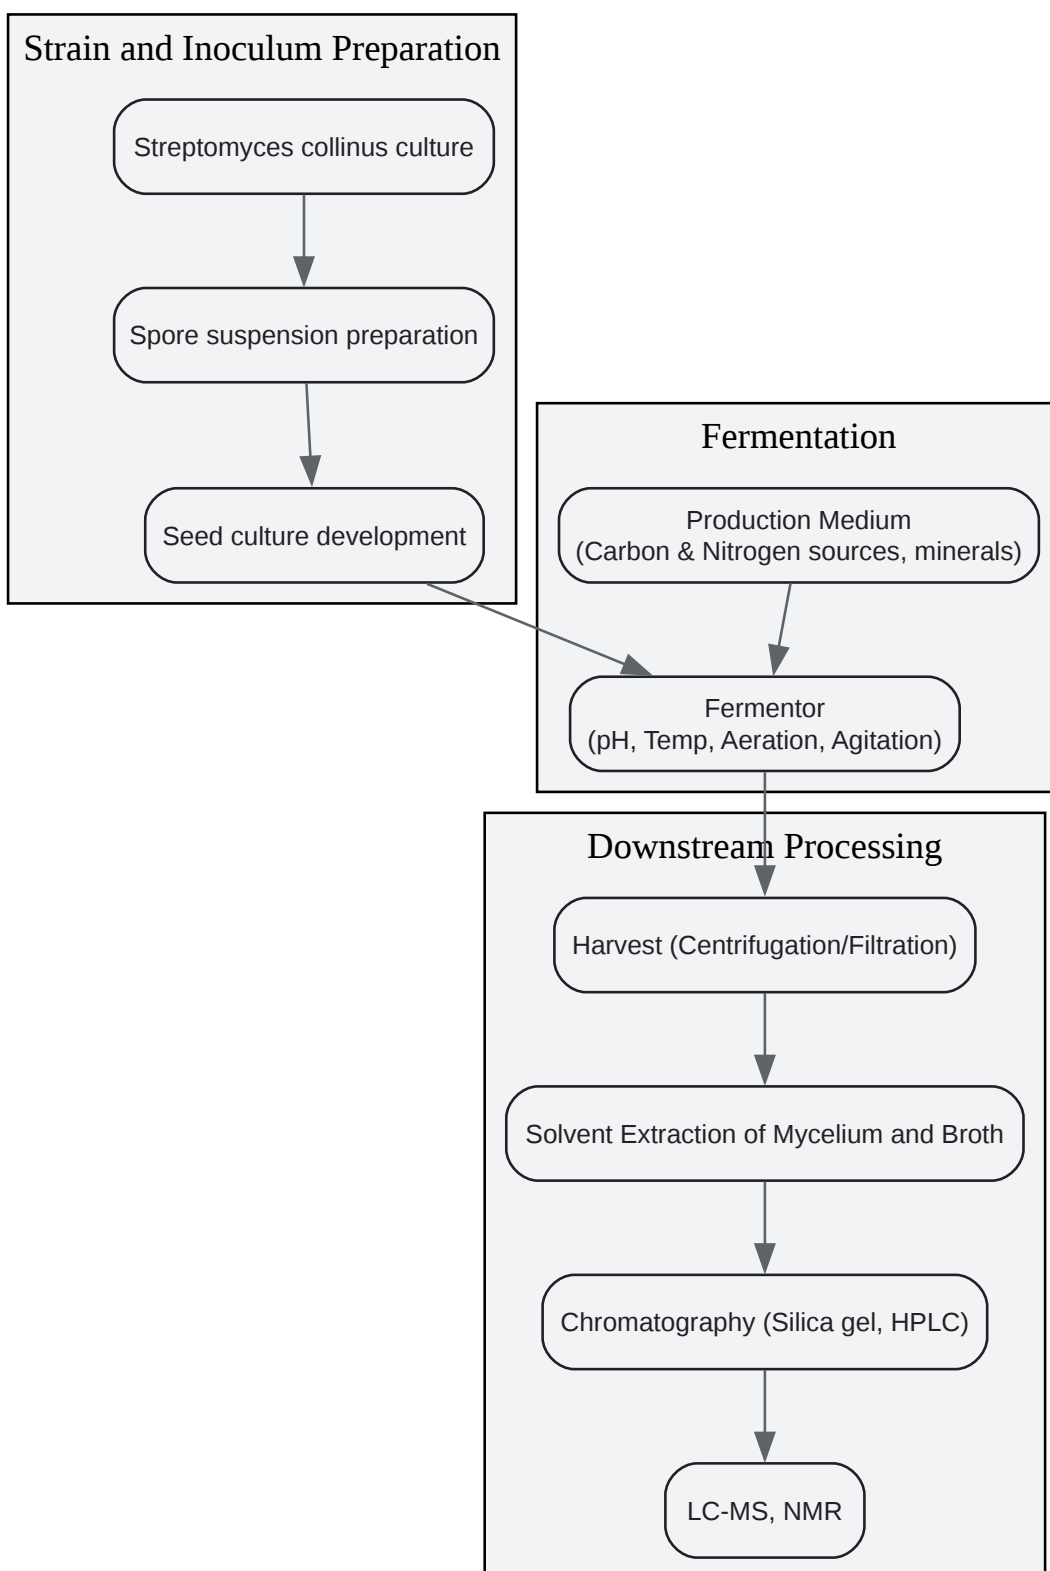 Strain and Inoculum Preparation
Streptomyces collinus culture
Spore suspension preparation
Seed culture development
Fermentation
Production Medium
(Carbon & Nitrogen sources, minerals)
Fermentor
(pH, Temp, Aeration, Agitation)
Downstream Processing
Harvest (Centrifugation/Filtration)
Solvent Extraction of Mycelium and Broth
Chromatography (Silica gel, HPLC)
LC-MS, NMR